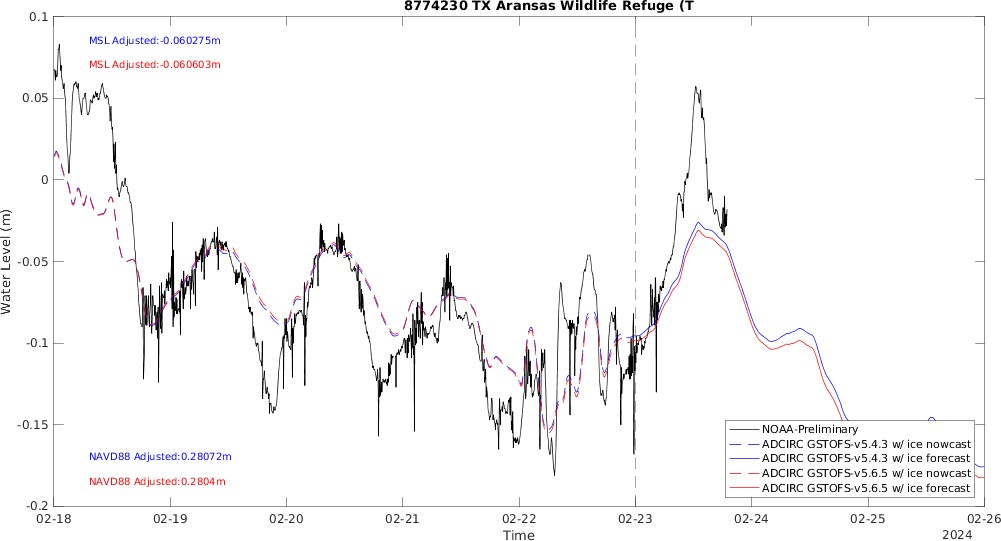 8774230 TX Aransas Wildlife Refuge (T
MSL Adjusted:-0.060275m
MSL Adjusted:-0.060603m
0.1
0.05
0
-0.05
-0.1
-0.15
-0.2
Water Level (m)
NAVD88 Adjusted:0.28072m
NAVD88 Adjusted:0.2804m
NOAA-Preliminary
ADCIRC GSTOFS-v5.4.3 w/ ice nowcast
ADCIRC GSTOFS-v5.4.3 w/ ice forecast
ADCIRC GSTOFS-v5.6.5 w/ ice nowcast
ADCIRC GSTOFS-v5.6.5 w/ ice forecast
02-18 02-19 02-20 02-21 02-22 02-23 02-24 02-25 02-26
Time
2024